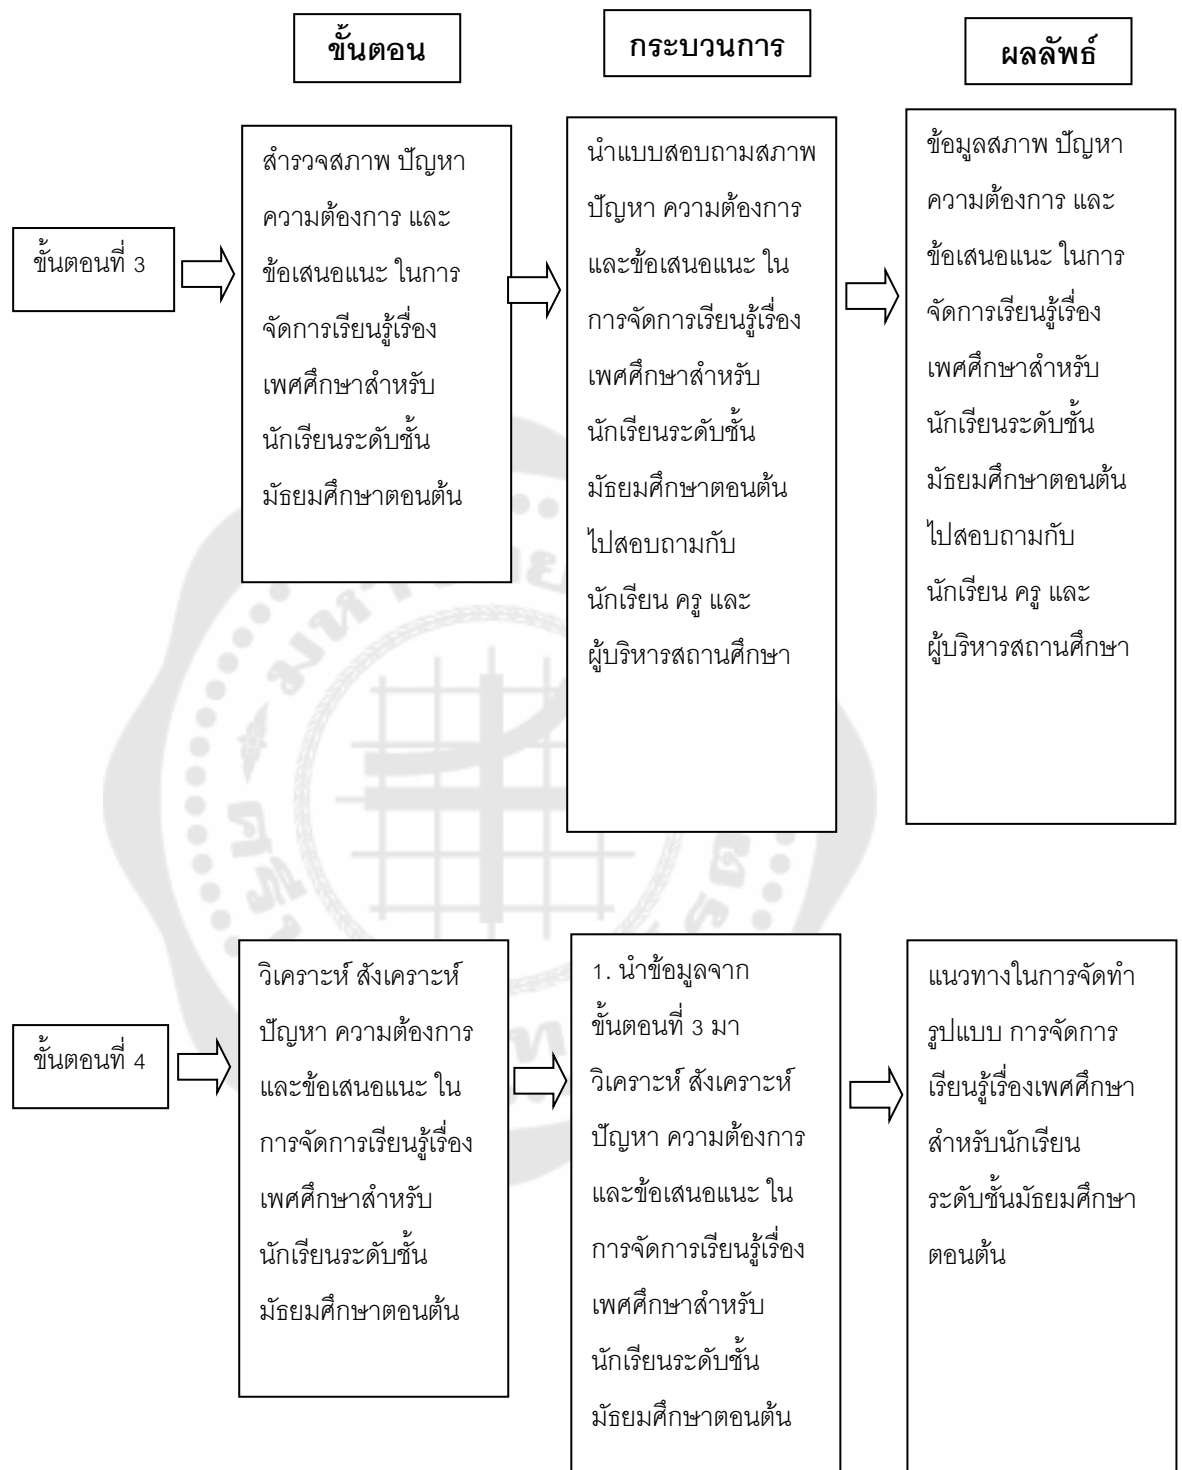 ขั้นตอน
กระบวนการ
ผลลัพธ์
ขั้นตอนที่ 3
สำรวจสภาพ ปัญหา
ความต้องการ และ
ข้อเสนอแนะ ในการ
จัดการเรียนรู้เรื่อง
เพศศึกษาสำหรับ
นักเรียนระดับชั้น
มัธยมศึกษาตอนต้น
นำแบบสอบถามสภาพ
ปัญหา ความต้องการ
และข้อเสนอแนะ ใน
การจัดการเรียนรู้เรื่อง
เพศศึกษาสำหรับ
นักเรียนระดับชั้น
มัธยมศึกษาตอนต้น
ไปสอบถามกับ
นักเรียน ครู และ
ผู้บริหารสถานศึกษา
ข้อมูลสภาพ ปัญหา
ความต้องการ และ
ข้อเสนอแนะ ในการ
จัดการเรียนรู้เรื่อง
เพศศึกษาสำหรับ
นักเรียนระดับชั้น
มัธยมศึกษาตอนต้น
ไปสอบถามกับ
นักเรียน ครู และ
ผู้บริหารสถานศึกษา
ขั้นตอนที่ 4
วิเคราะห์ สังเคราะห์
ปัญหา ความต้องการ
และข้อเสนอแนะ ใน
การจัดการเรียนรู้เรื่อง
เพศศึกษาสำหรับ
นักเรียนระดับชั้น
มัธยมศึกษาตอนต้น
1. นำข้อมูลจาก
ขั้นตอนที่ 3 มา
วิเคราะห์ สังเคราะห์
ปัญหา ความต้องการ
และข้อเสนอแนะ ใน
การจัดการเรียนรู้เรื่อง
เพศศึกษาสำหรับ
นักเรียนระดับชั้น
มัธยมศึกษาตอนต้น
แนวทางในการจัดทำ
รูปแบบ การจัดการ
เรียนรู้เรื่องเพศศึกษา
สำหรับนักเรียน
ระดับชั้นมัธยมศึกษา
ตอนต้น